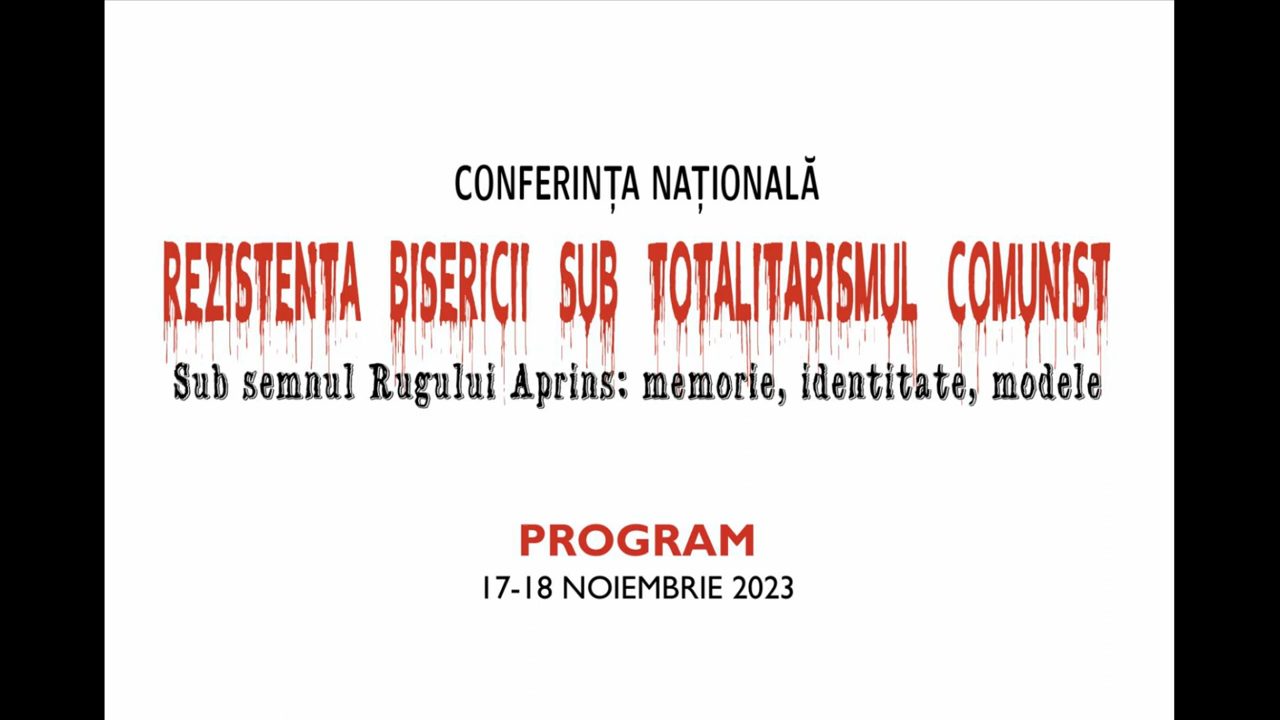 CONFERINȚA NAȚIONALĂ
REZISTENTA BISERICII SUB TOTALITARISMUL COMUNIST
Sub semnul Rugului Aprins: memorie, identitate, modele
PROGRAM
17-18 NOIEMBRIE 2023